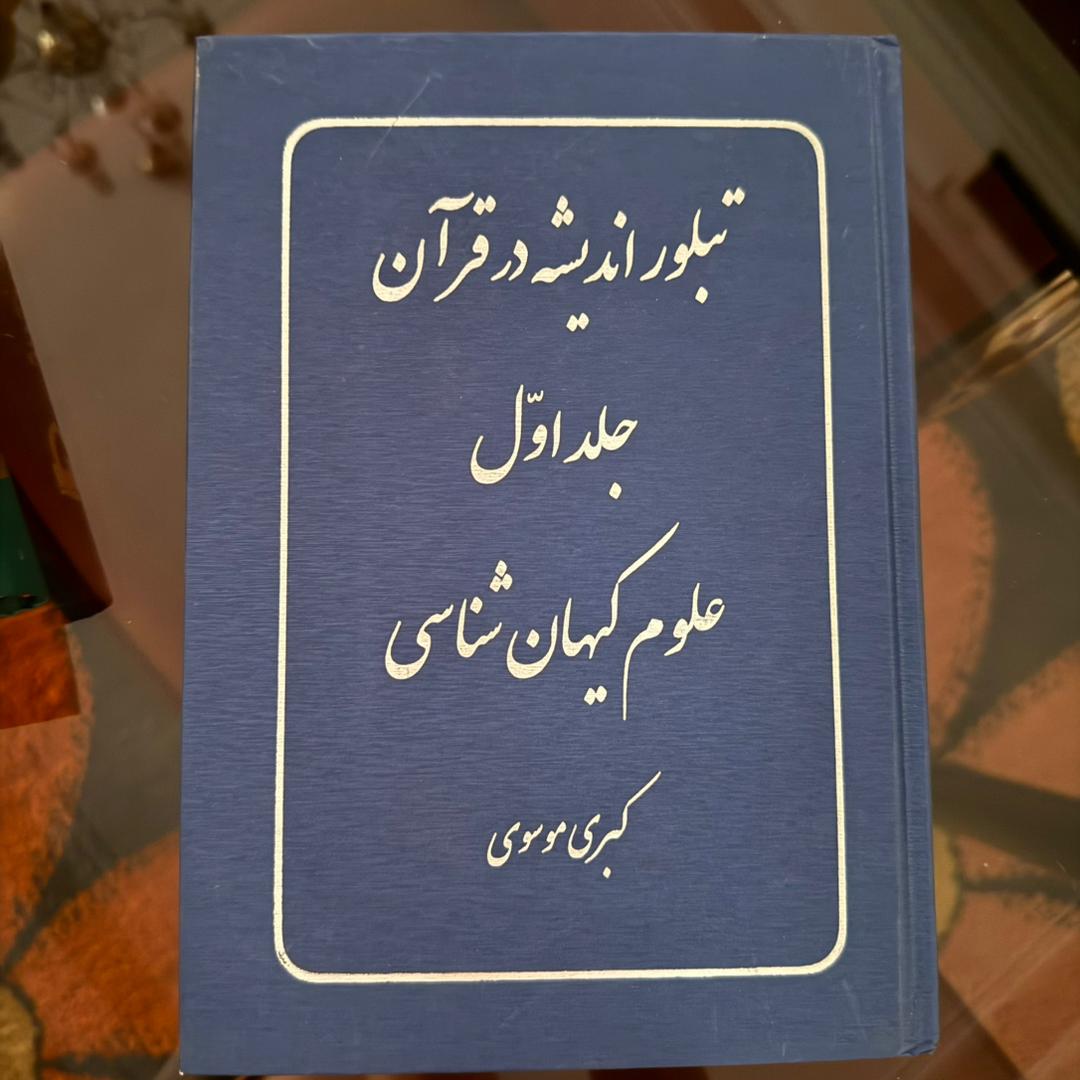 تبلور اندیشه در قرآن
جلد اوّل
علوم کیهان شناسی
کبری موسوی